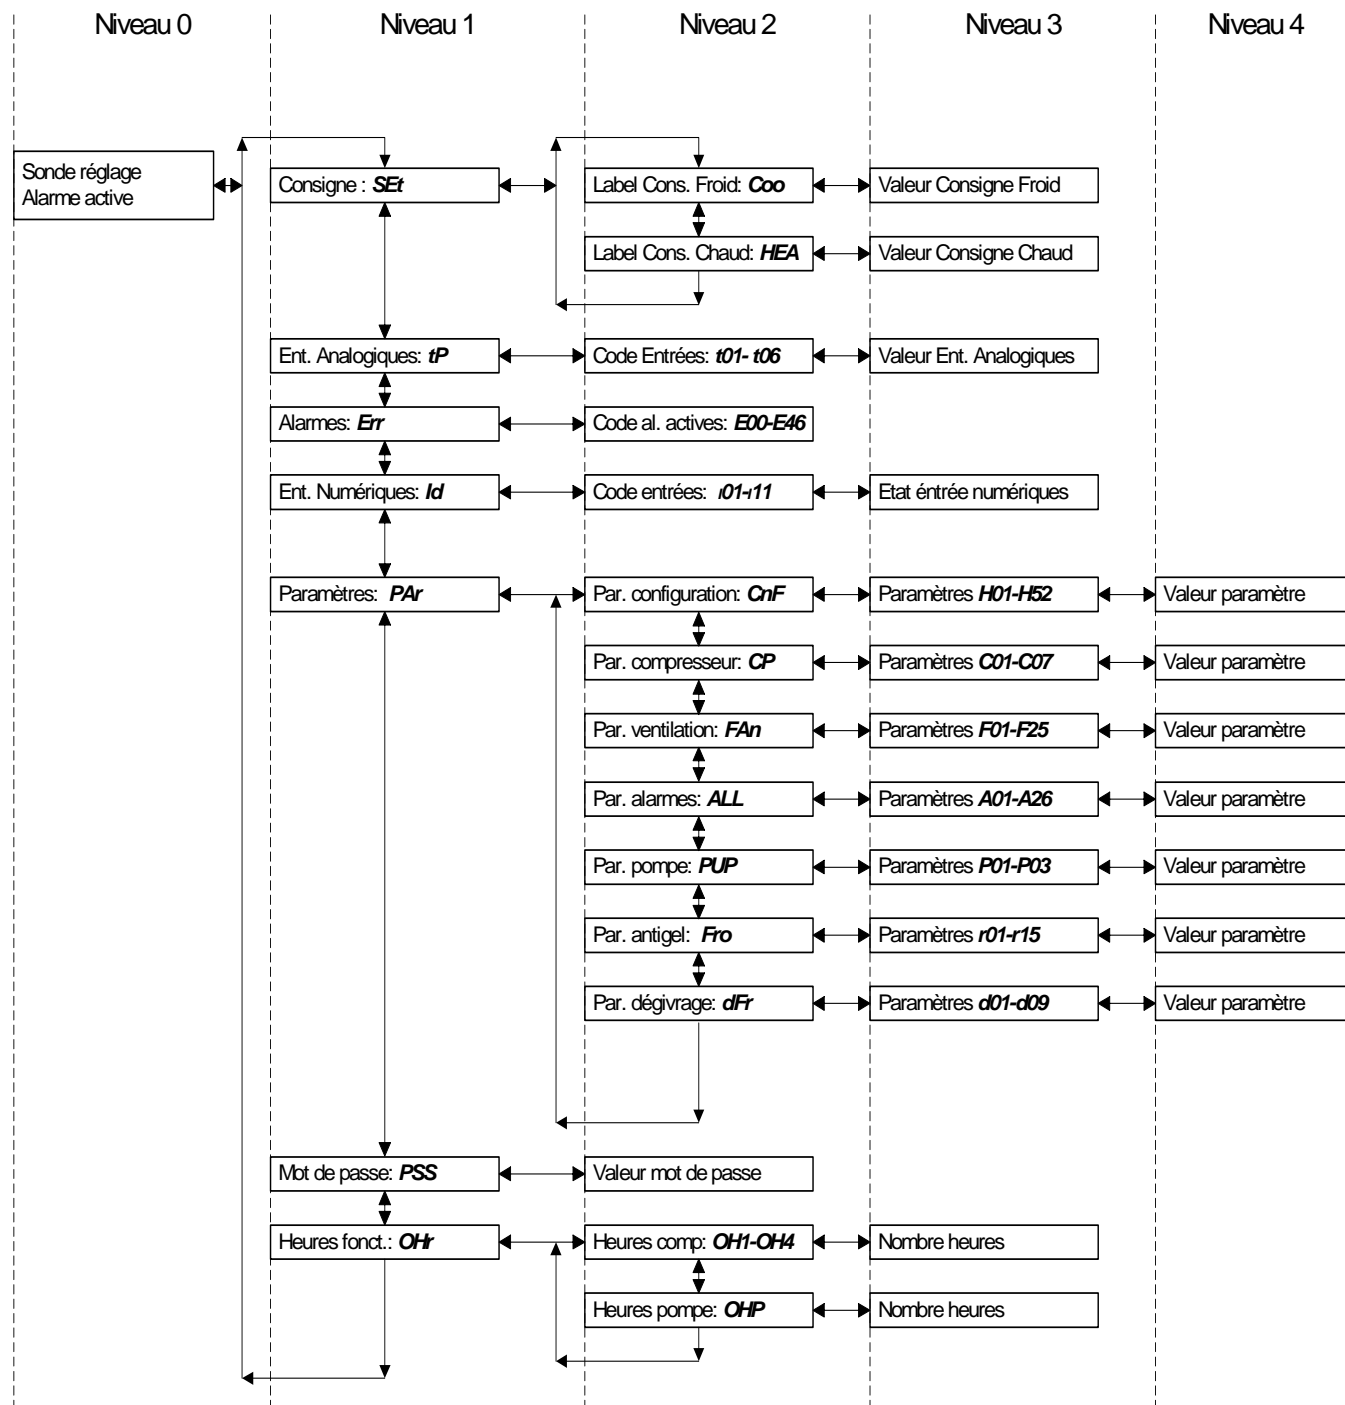 Niveau 0 Niveau 1 Niveau 2 Niveau 3 Niveau 4
Sonde réglage
Alarme active
Consigne : SEt
Label Cons. Froid: Coo
Valeur Consigne Froid
Label Cons. Chaud: HEA
Valeur Consigne Chaud
Ent. Analogiques: tP
Code Entrées: t01- t06
Valeur Ent. Analogiques
Alarmes: Err
Code al. actives: E00-E46
Ent. Numériques: Id
Code entrées: ı01-ı11
Etat éntrée numériques
Paramètres: PAr
Par. configuration: CnF
Paramètres H01-H52
Valeur paramètre
Par. compresseur: CP
Paramètres C01-C07
Valeur paramètre
Par. ventilation: FAn
Paramètres F01-F25
Valeur paramètre
Par. alarmes: ALL
Paramètres A01-A26
Valeur paramètre
Par. pompe: PUP
Paramètres P01-P03
Valeur paramètre
Par. antigel: Fro
Paramètres r01-r15
Valeur paramètre
Par. dégivrage: dFr
Paramètres d01-d09
Valeur paramètre
Mot de passe: PSS
Valeur mot de passe
Heures fonct.: OHr
Heures comp: OH1-OH4
Nombre heures
Heures pompe: OHP
Nombre heures